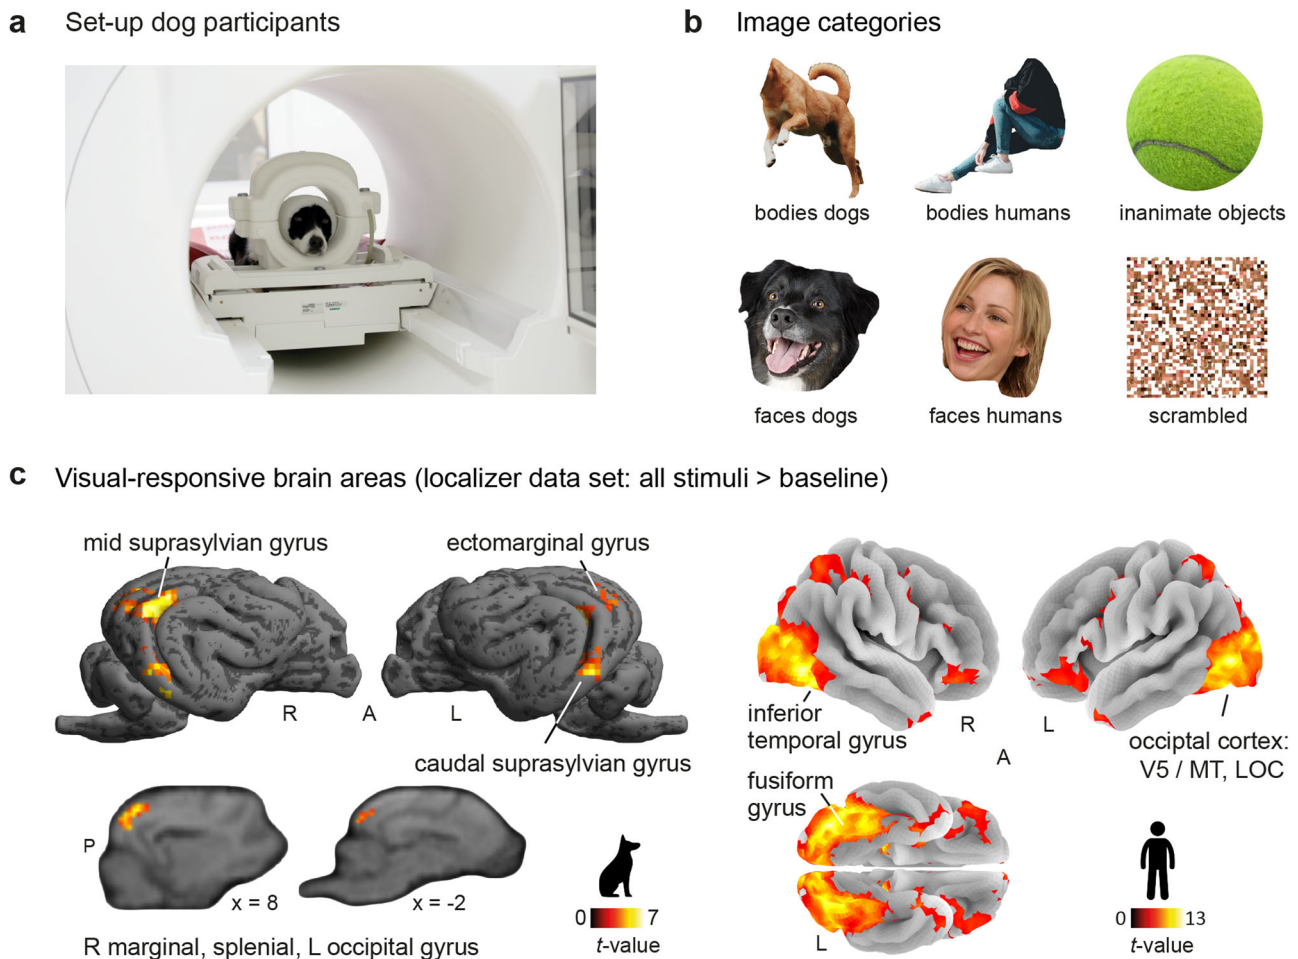 a Set-up dog participants
b Image categories
bodies dogs
bodies humans
inanimate objects
faces dogs
faces humans
scrambled
c Visual-responsive brain areas (localizer data set: all stimuli > baseline)
mid suprasylvian gyrus
ectomarginal gyrus
R
A
L
caudal suprasylvian gyrus
P
x = 8
x = -2
R marginal, splenial, L occipital gyrus
0 7
t-value
inferior
temporal gyrus
R
L
A
occiptal cortex:
V5 / MT, LOC
fusiform
gyrus
L
0 13
t-value